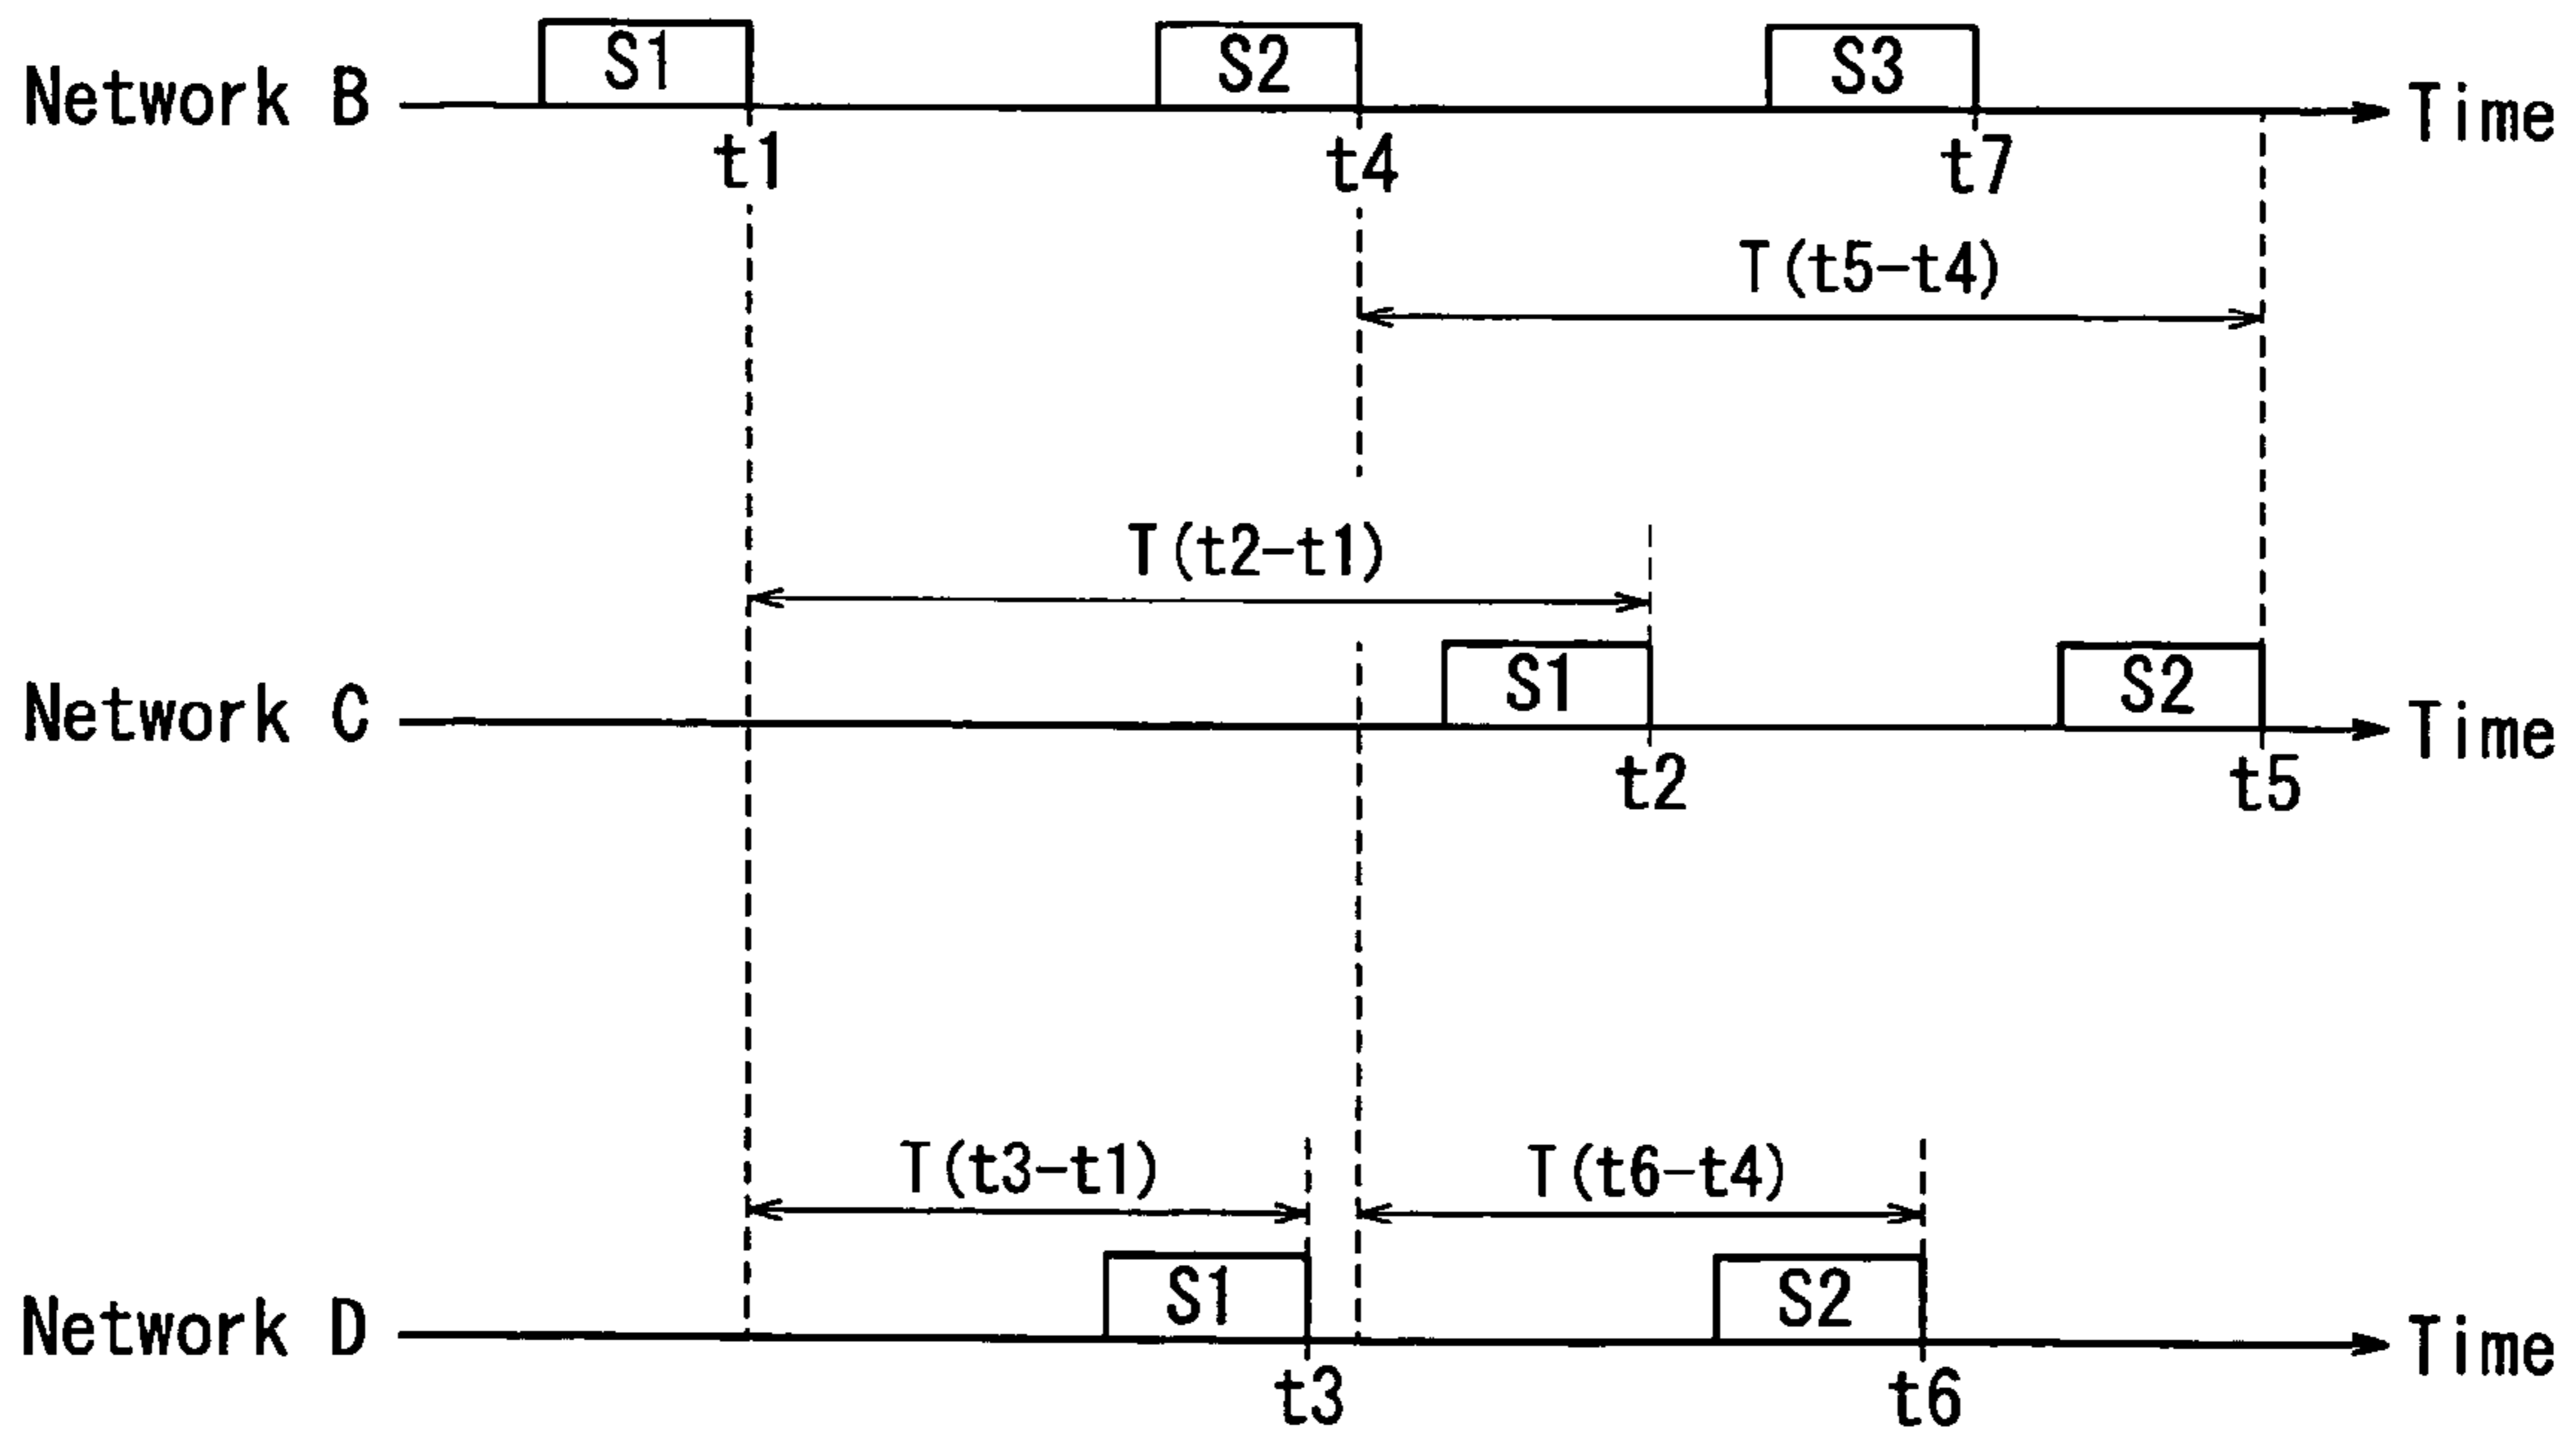 S1 S2 S3
Network B Time
t1 t4 t7
T(t5-t4)
T(t2-t1)
S1 S2
Network C Time
t2 t5
T(t3-t1) T(t6-t4)
S1 S2
Network D Time
t3 t6